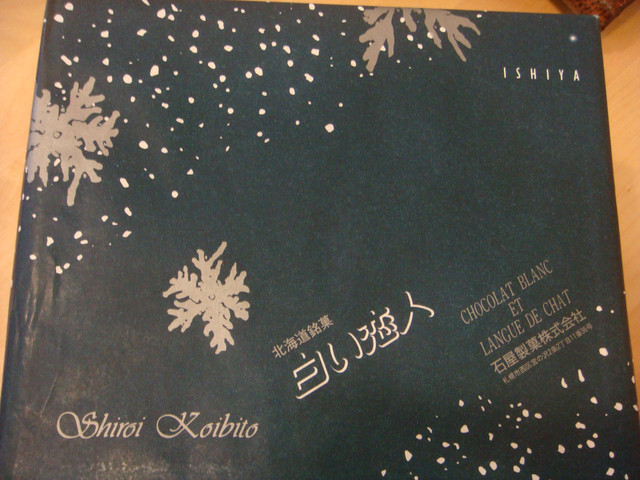 ISHIYA
CHOCOLAT BLANC
ET
LANGUE DE CHAT
石屋製菓株式会社
北海道銘菓
白い恋人
Shiroi Koibito